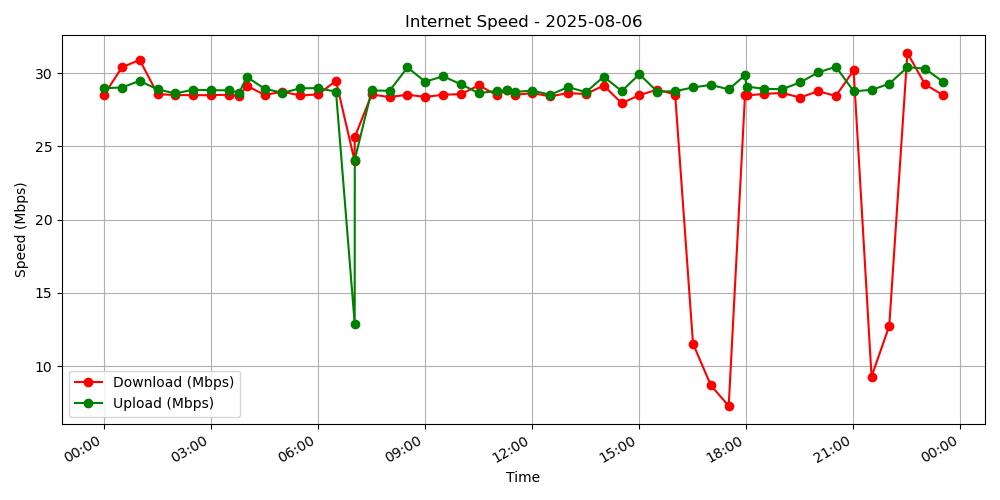 Internet Speed - 2025-08-06
Speed (Mbps)
30
25
20
15
10
Download (Mbps)
Upload (Mbps)
00:00
03:00
06:00
09:00
12:00
15:00
18:00
21:00
00:00
Time